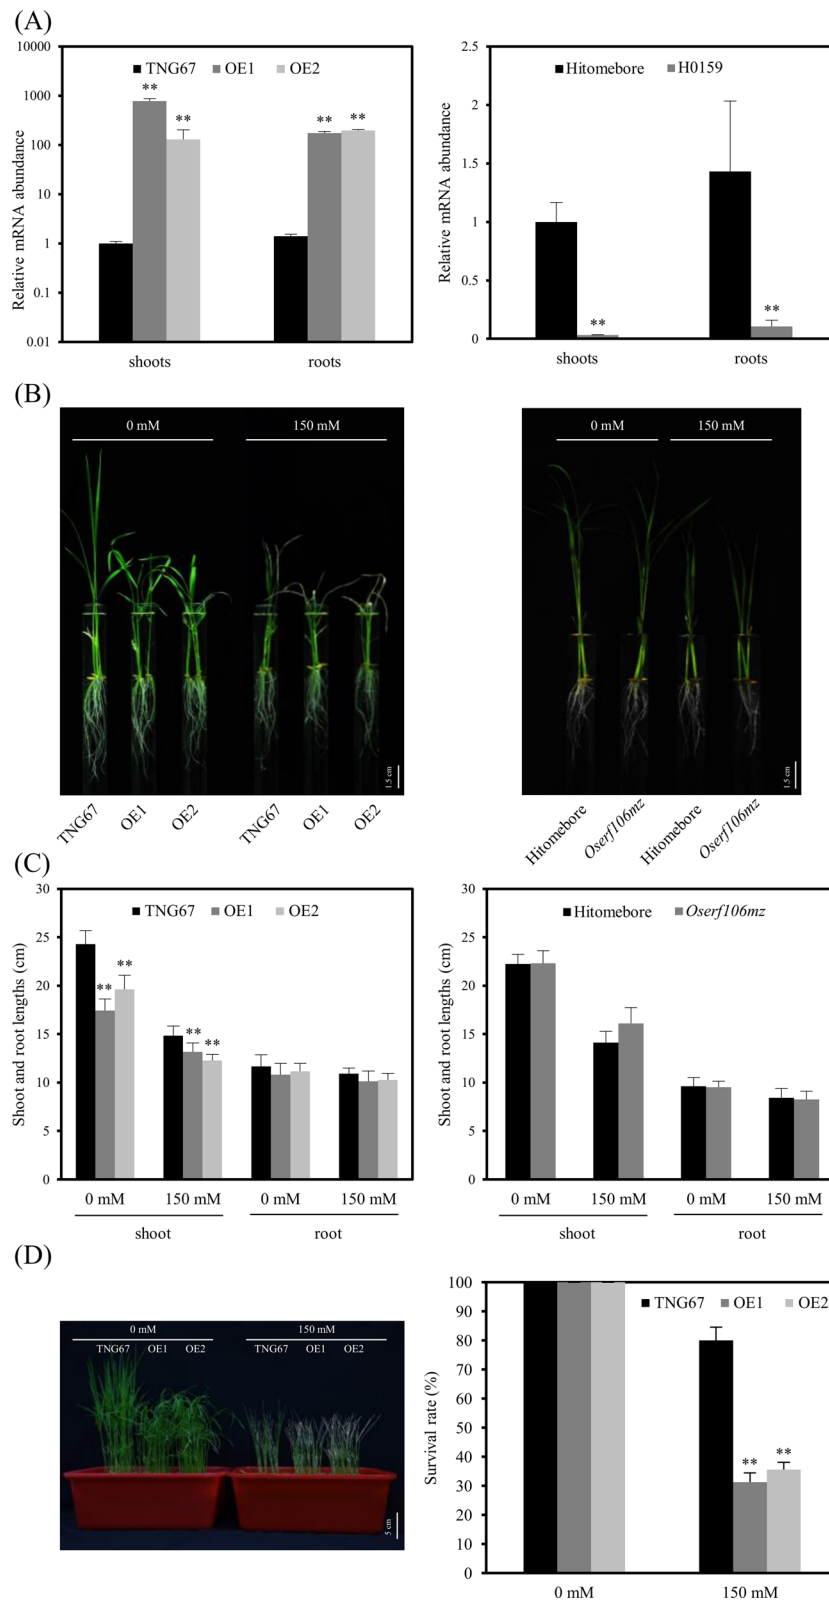 (A)
10000
1000
100
10
1
0.1
0.01
Relative mRNA abundance
TNG67 OE1 OE2
** ** ** **
shoots roots
2.5
2
1.5
1
0.5
0
Relative mRNA abundance
Hitomebore H0159
** **
shoots roots
(B)
0 mM 150 mM
1.5 cm
TNG67 OE1 OE2 TNG67 OE1 OE2
0 mM 150 mM
1.5 cm
Hitomebore Oserf106mz Hitomebore Oserf106mz
(C)
30
25
20
15
10
5
0
Shoot and root lengths (cm)
TNG67 OE1 OE2
** ** ** **
0 mM 150 mM 0 mM 150 mM
shoot root
30
25
20
15
10
5
0
Shoot and root lengths (cm)
Hitomebore Oserf106mz
0 mM 150 mM 0 mM 150 mM
shoot root
(D)
0 mM 150 mM
TNG67 OE1 OE2 TNG67 OE1 OE2
5 cm
100
90
80
70
60
50
40
30
20
10
0
Survival rate (%)
TNG67 OE1 OE2
** **
0 mM 150 mM